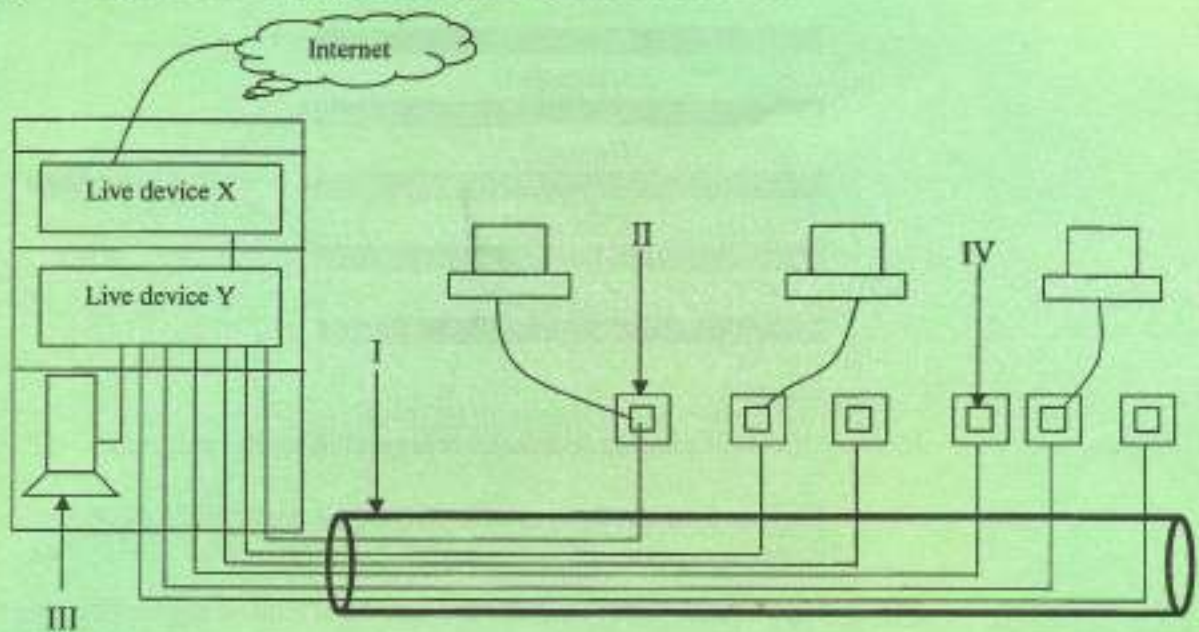 Internet
Live device X
II
IV
Live device Y
I
III